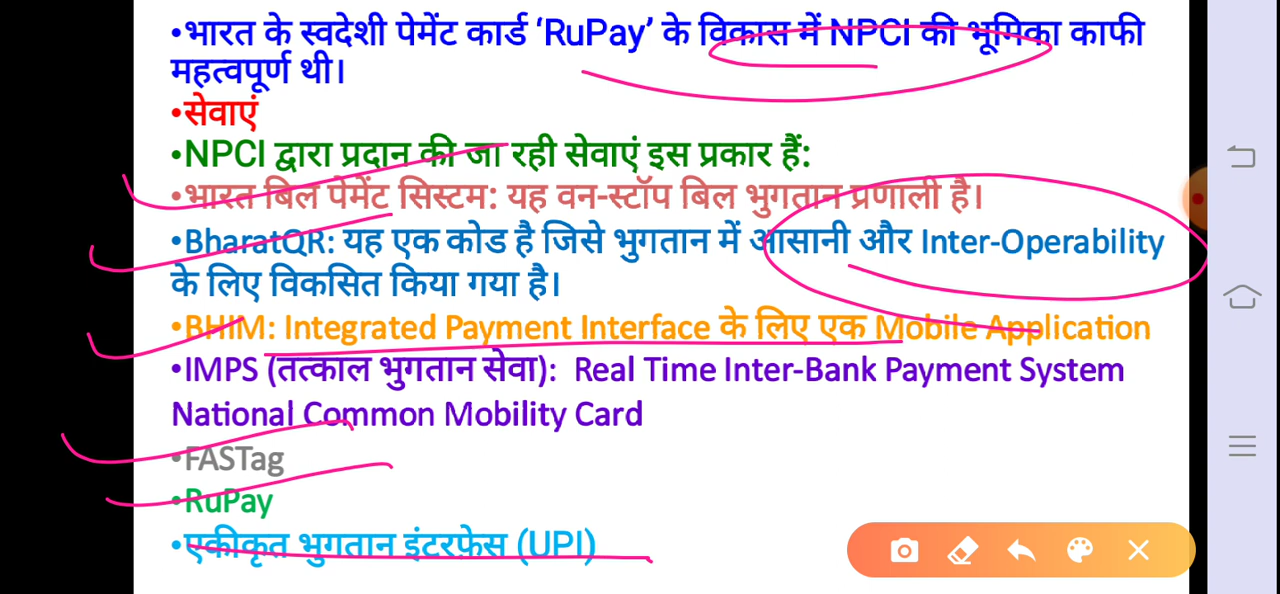 •भारत के स्वदेशी पेमेंट कार्ड ‘RuPay’ के विकास में NPCI की भूमिका काफी
महत्वपूर्ण थी।
•सेवाएं
•NPCI द्वारा प्रदान की जा रही सेवाएं इस प्रकार हैं:
•भारत बिल पेमेंट सिस्टम: यह वन-स्टॉप बिल भुगतान प्रणाली है।
•BharatQR: यह एक कोड है जिसे भुगतान में आसानी और Inter-Operability
के लिए विकसित किया गया है।
•BHIM: Integrated Payment Interface के लिए एक Mobile Application
•IMPS (तत्काल भुगतान सेवा): Real Time Inter-Bank Payment System
National Common Mobility Card
•FASTag
•RuPay
•एकीकृत भुगतान इंटरफ़ेस (UPI)